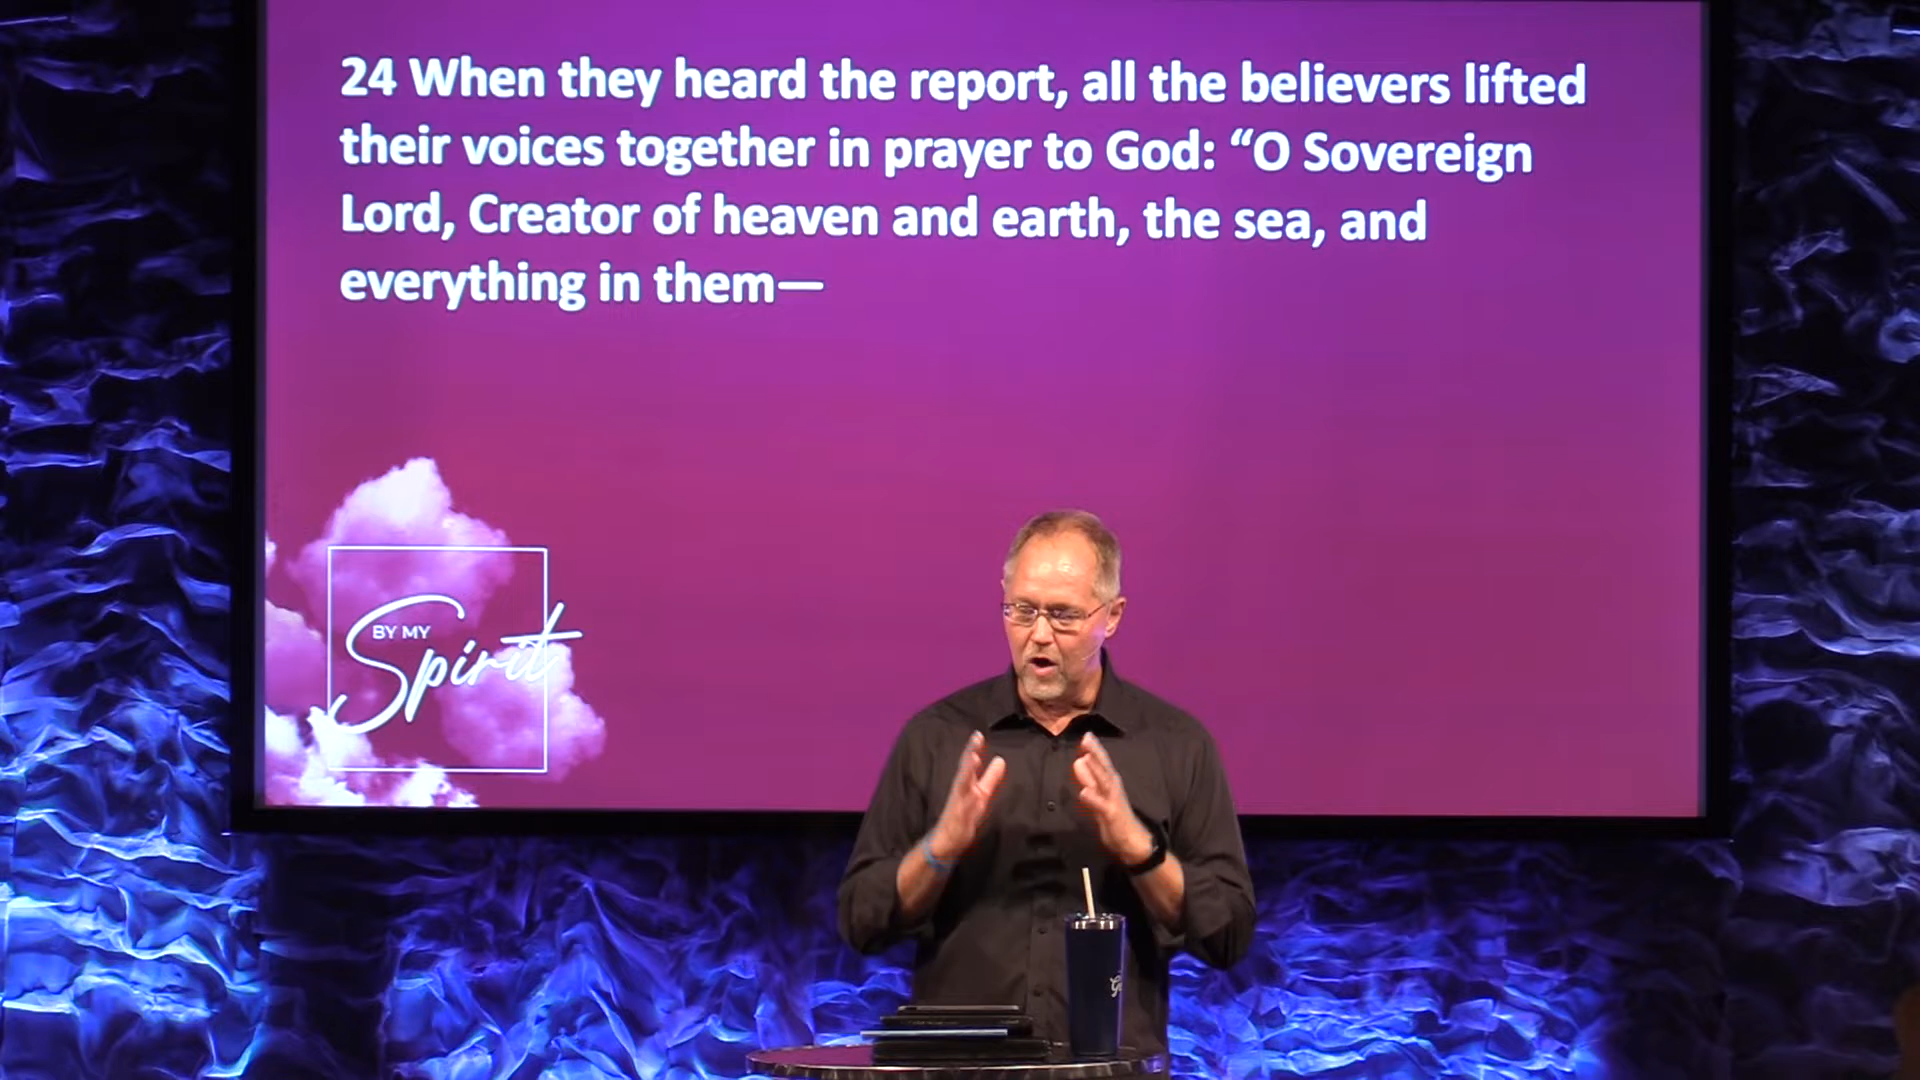 24 When they heard the report, all the believers lifted
their voices together in prayer to God: “O Sovereign
Lord, Creator of heaven and earth, the sea, and
everything in them—
BY MY
Spirit